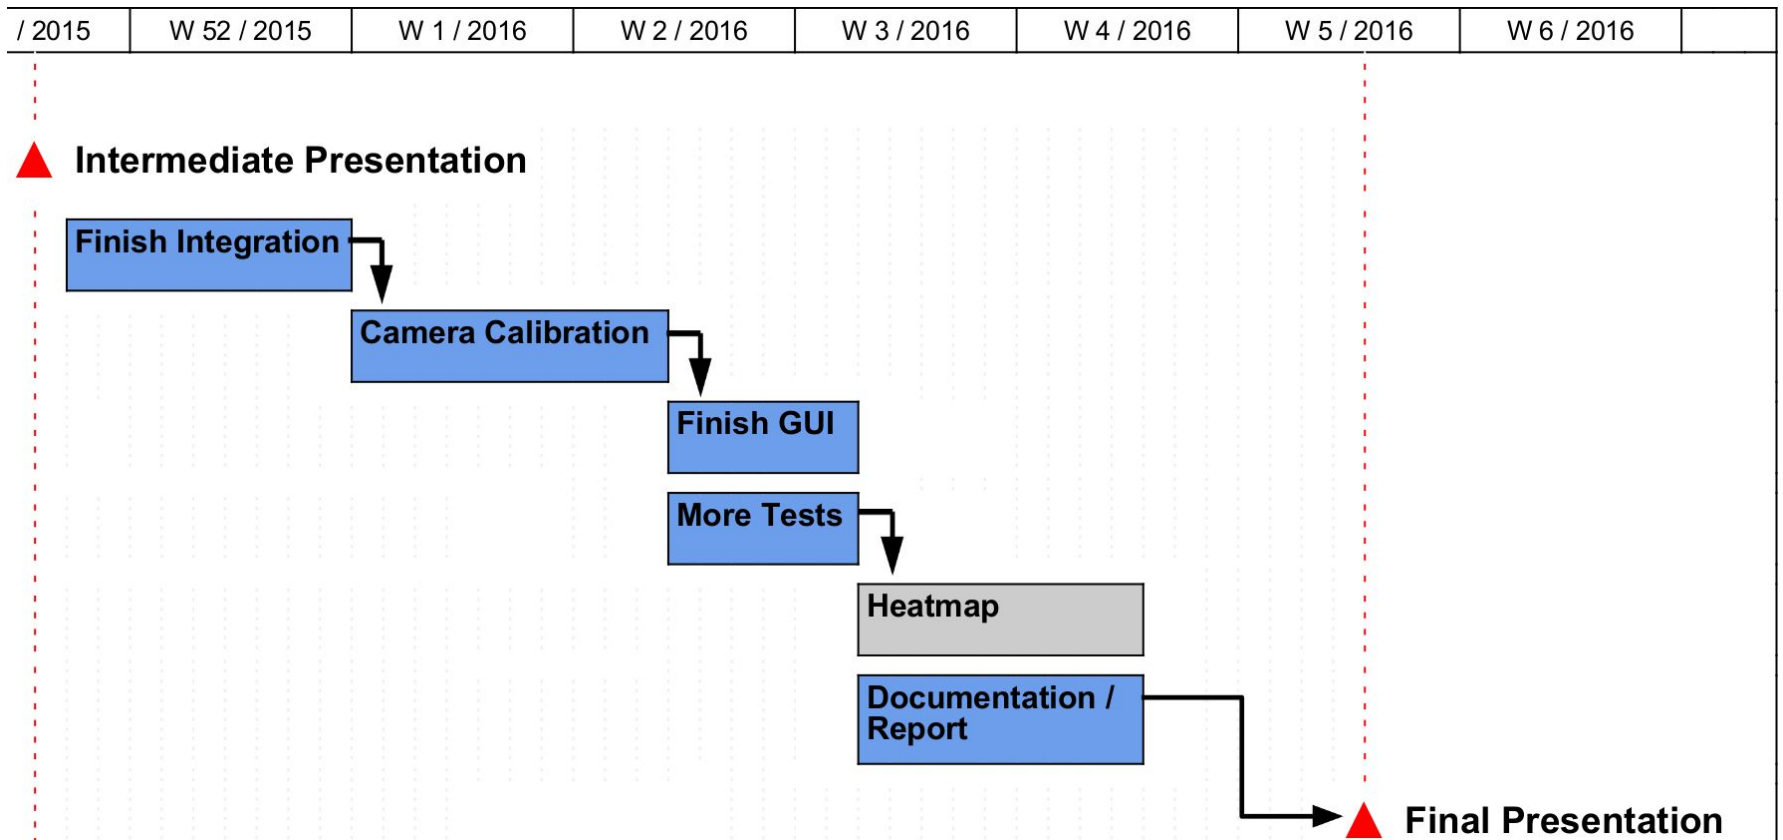 / 2015 W 52 / 2015 W 1 / 2016 W 2 / 2016 W 3 / 2016 W 4 / 2016 W 5 / 2016 W 6 / 2016
Intermediate Presentation
Finish Integration
Camera Calibration
Finish GUI
More Tests
Heatmap
Documentation /
Report
Final Presentation